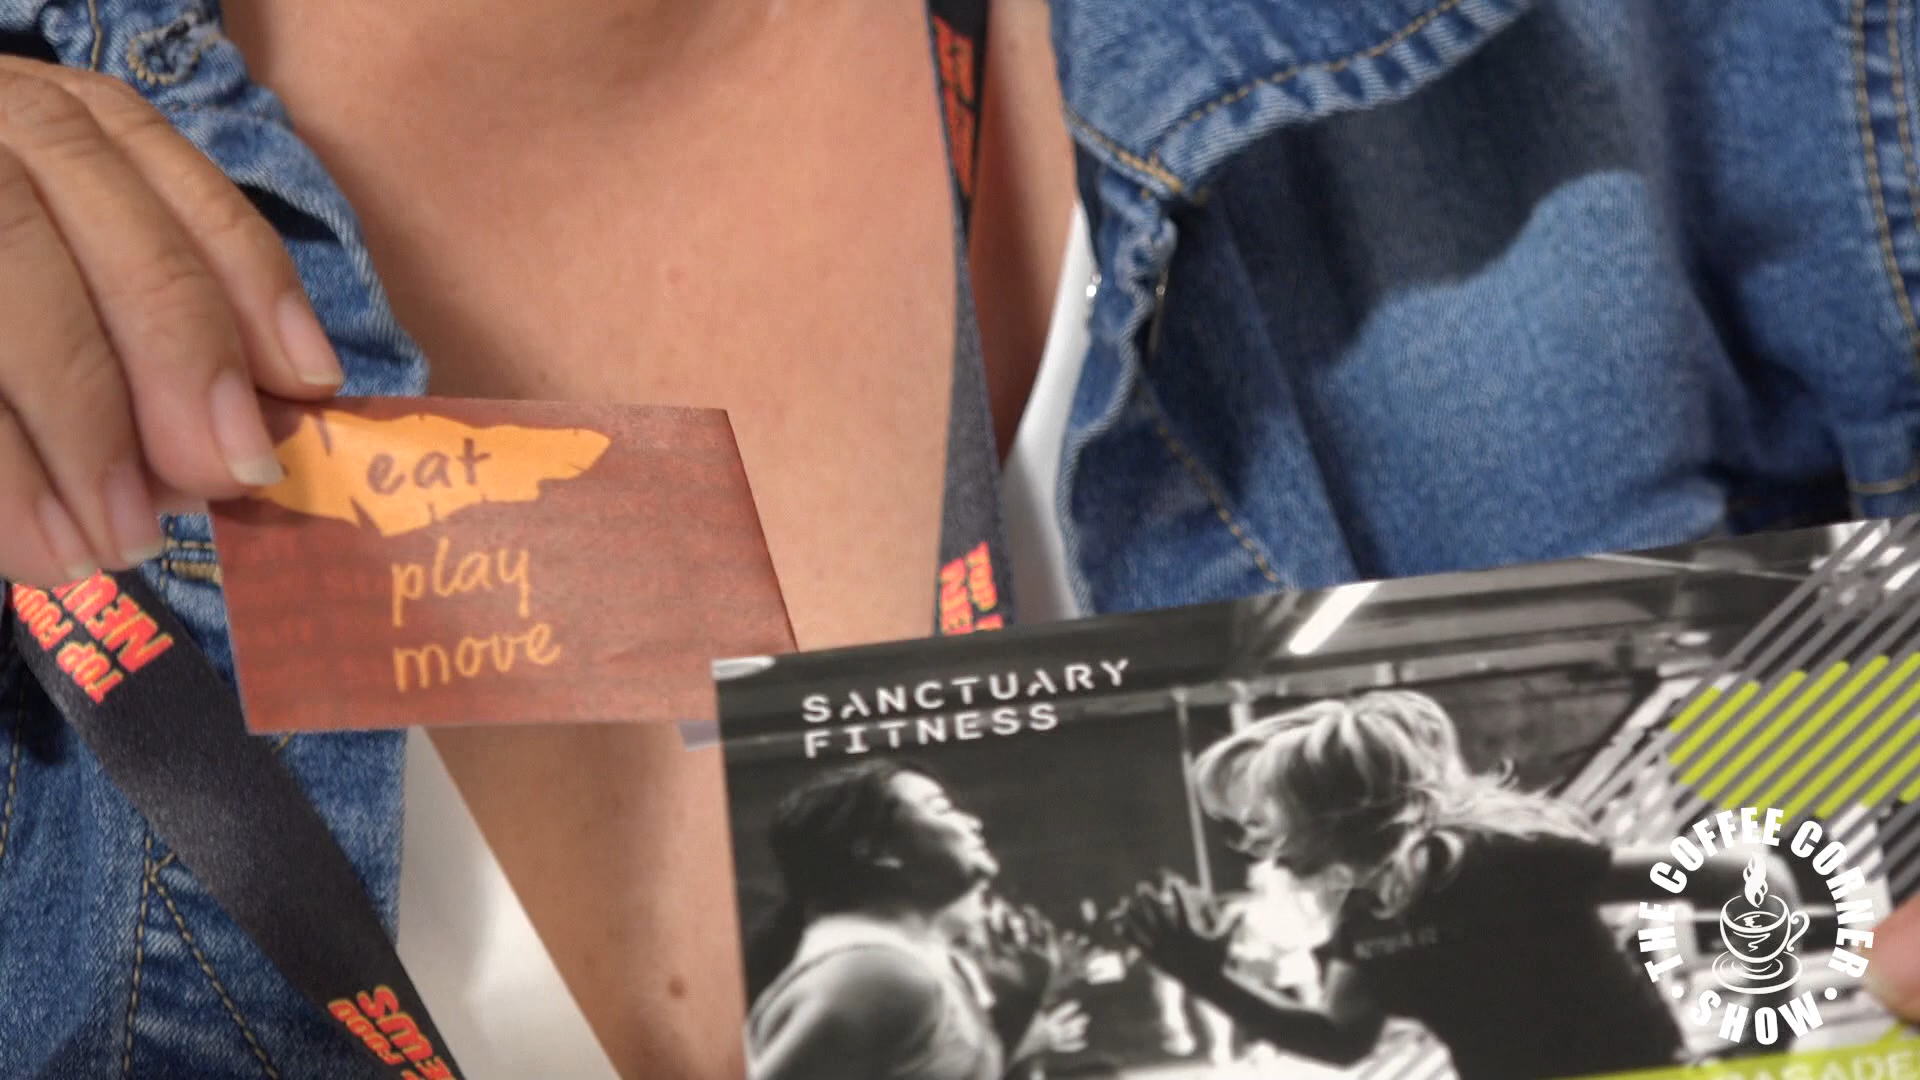 eat
play
move
SANCTUARY
FITNESS
TOP FOOD
NEWS
THE COFFEE CORNER
SHOW